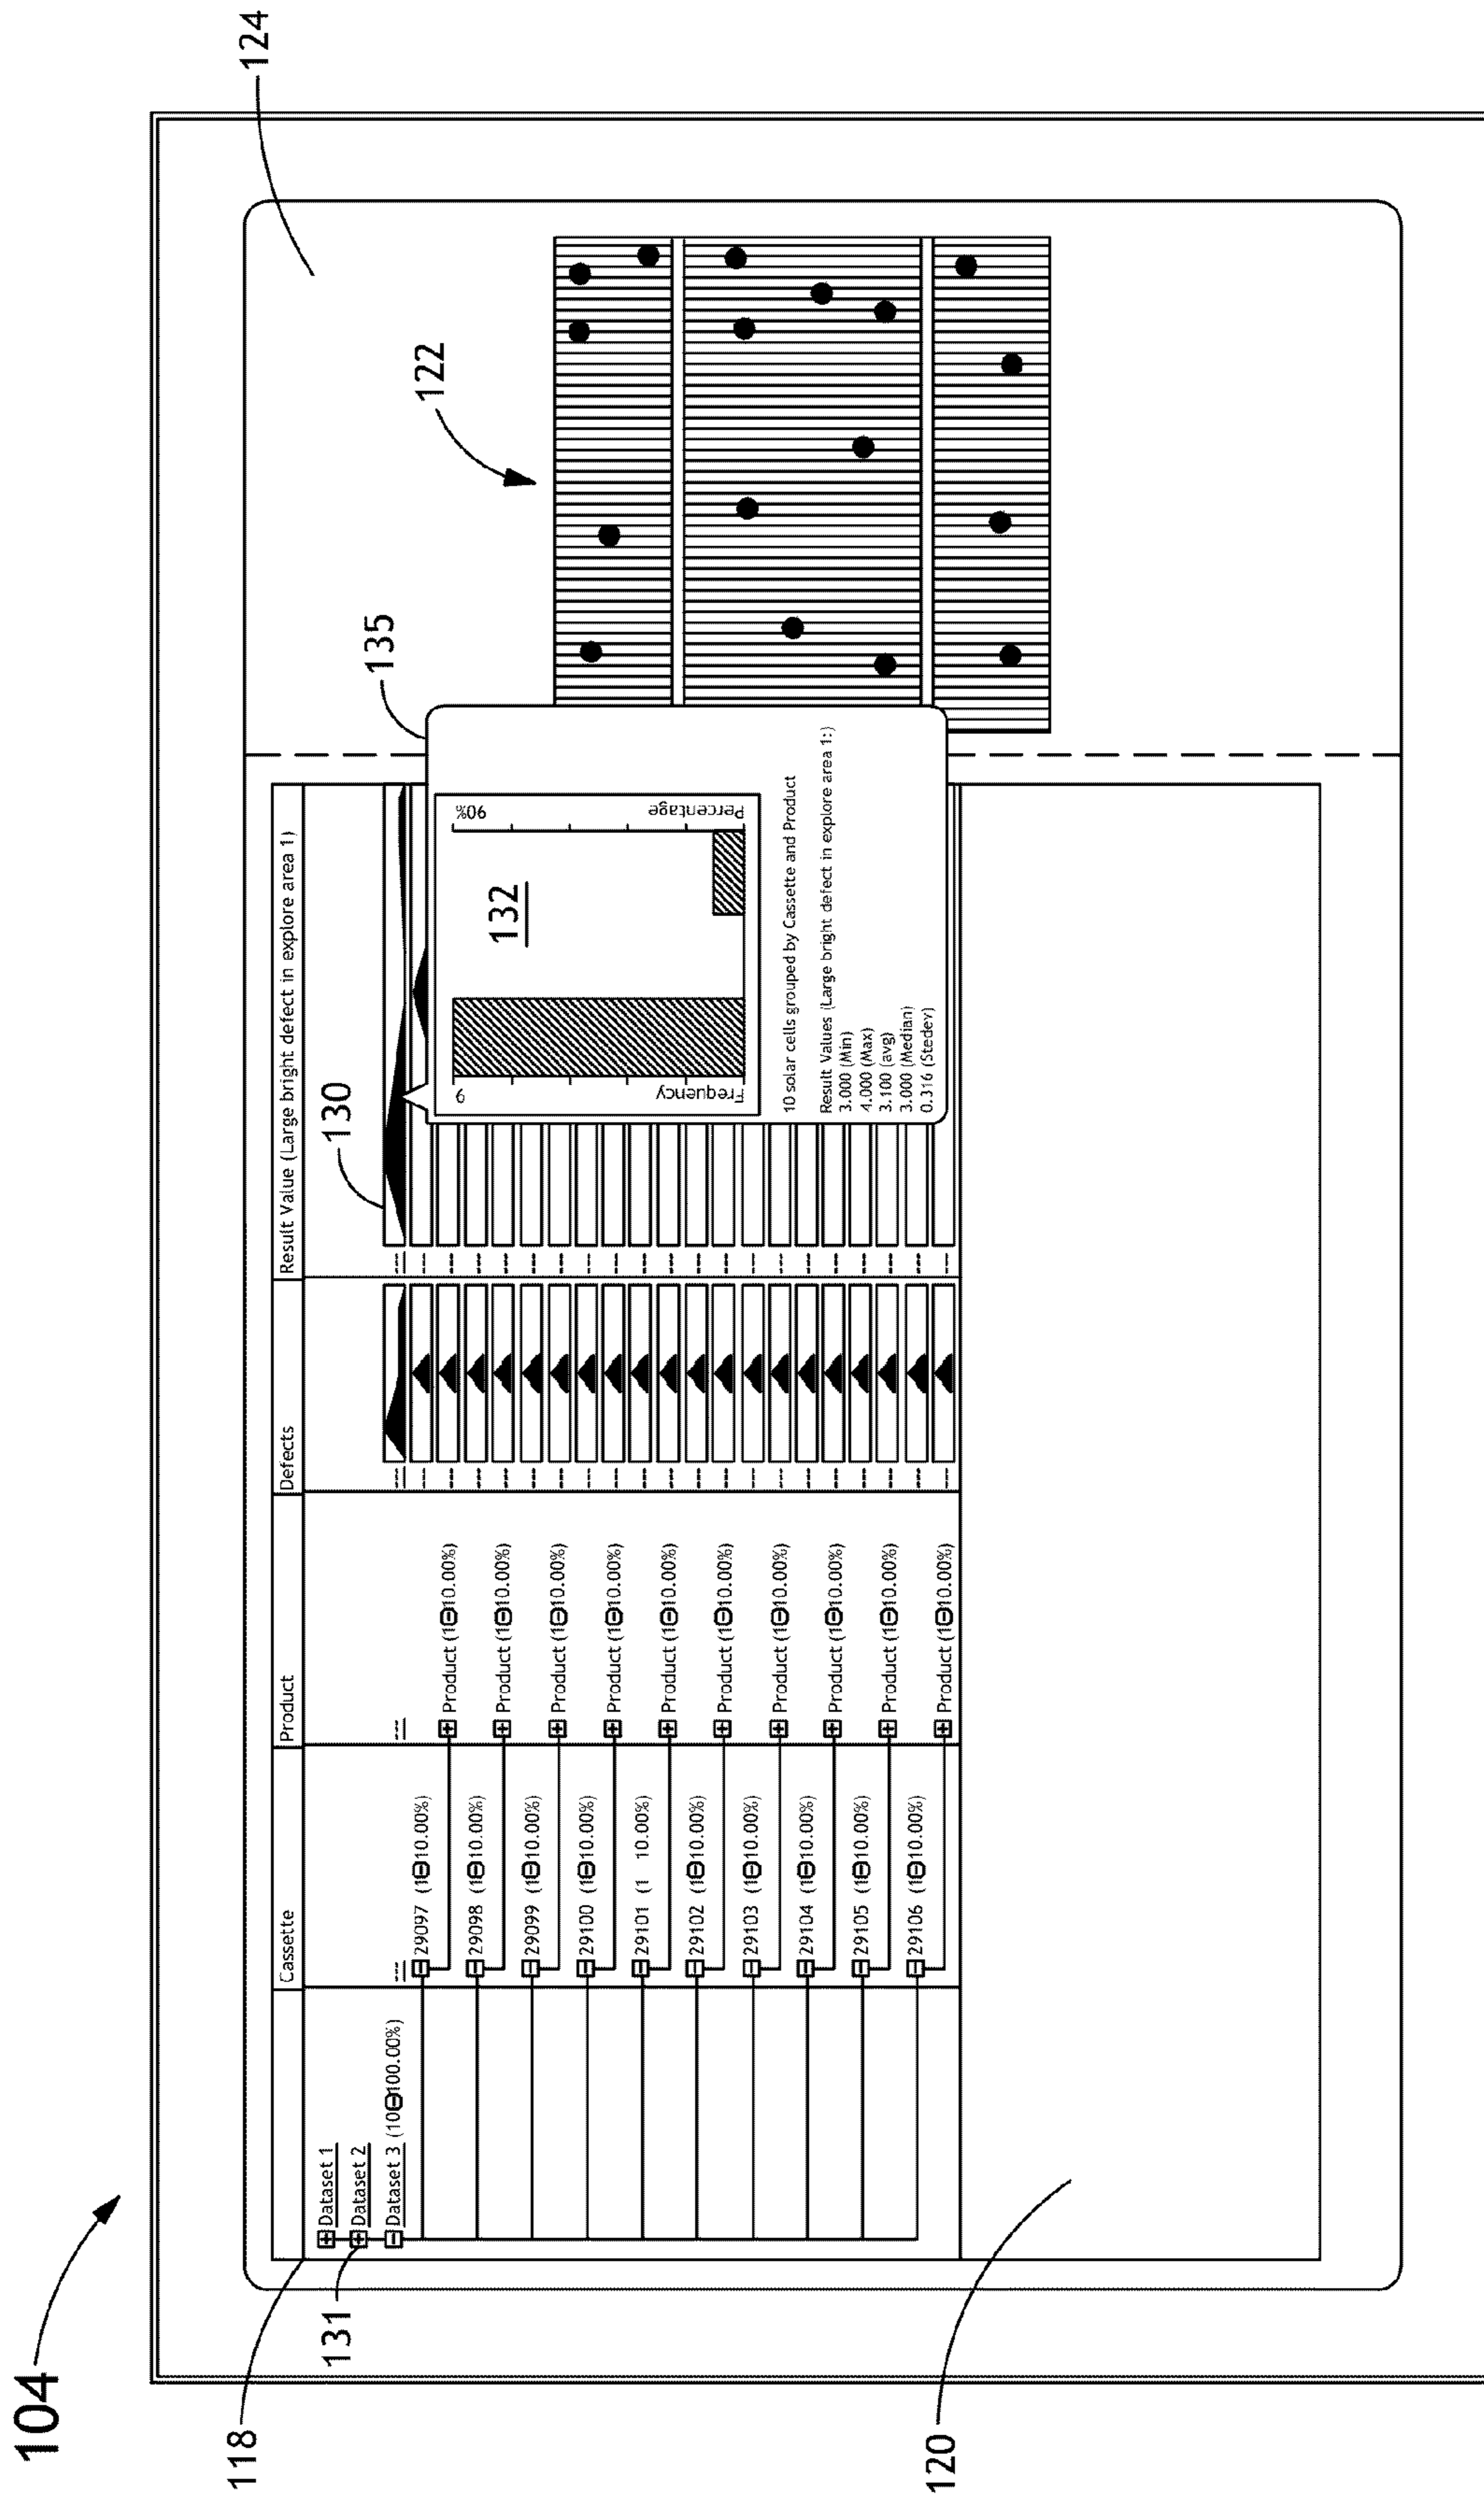 104
118
131
120
130
135
122
124
Cassette
Product
Defects
Result Value (Large bright defect in explore area 1)
Dataset 1
Dataset 2
Dataset 3 (10 100.00%)
---
---
---
---
29097 (1 10.00%)
Product (1 10.00%)
29098 (1 10.00%)
Product (1 10.00%)
29099 (1 10.00%)
Product (1 10.00%)
29100 (1 10.00%)
Product (1 10.00%)
29101 (1 10.00%)
Product (1 10.00%)
29102 (1 10.00%)
Product (1 10.00%)
29103 (1 10.00%)
Product (1 10.00%)
29104 (1 10.00%)
Product (1 10.00%)
29105 (1 10.00%)
Product (1 10.00%)
29106 (1 10.00%)
Product (1 10.00%)
9
Frequency
132
90%
Percentage
10 solar cells grouped by Cassette and Product
Result Values (Large bright defect in explore area 1:)
3.000 (Min)
4.000 (Max)
3.100 (avg)
3.000 (Median)
0.316 (Stedev)